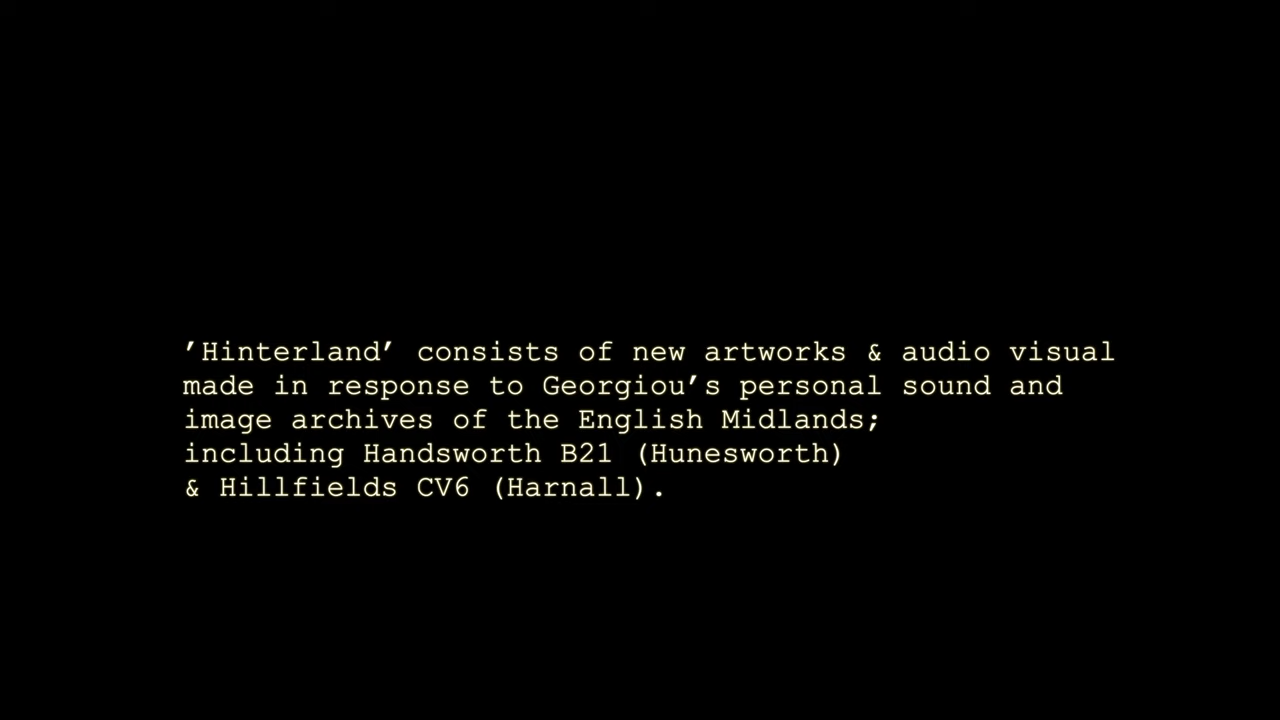 ’Hinterland’ consists of new artworks & audio visual
made in response to Georgiou’s personal sound and
image archives of the English Midlands;
including Handsworth B21 (Hunesworth)
& Hillfields CV6 (Harnall).